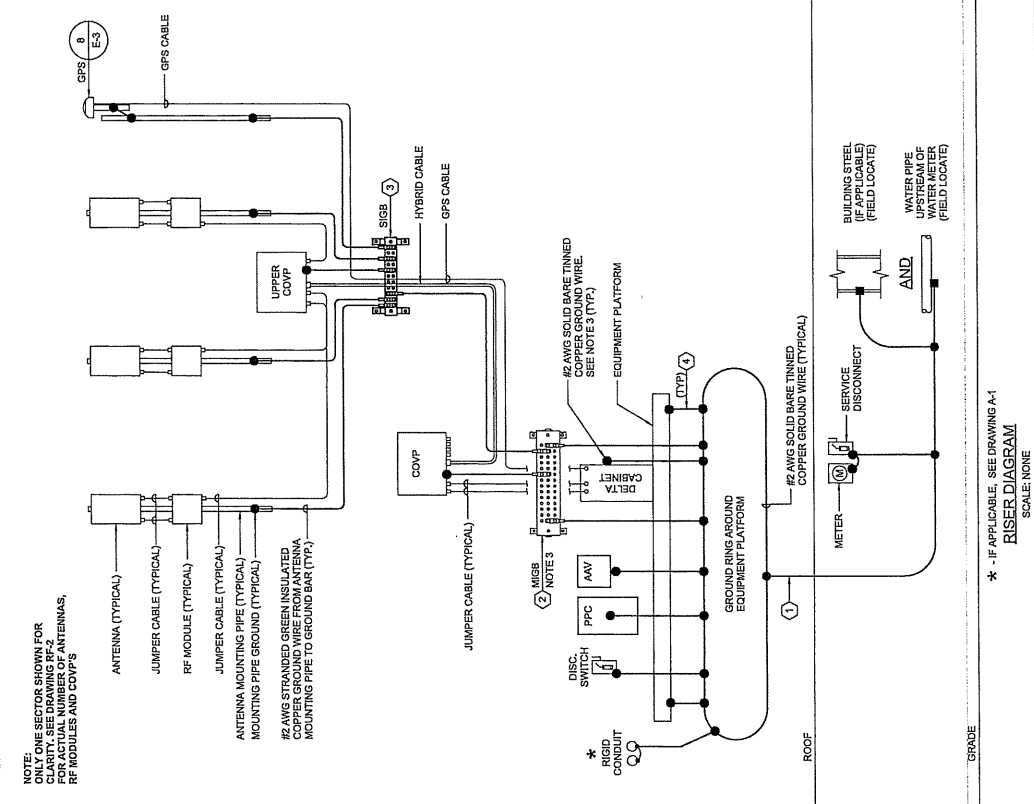 NOTE:
ONLY ONE SECTOR SHOWN FOR
CLARITY. SEE DRAWING RF-2
FOR ACTUAL NUMBER OF ANTENNAS,
RF MODULES AND COVP'S
ANTENNA (TYPICAL)
JUMPER CABLE (TYPICAL)
RF MODULE (TYPICAL)
JUMPER CABLE (TYPICAL)
ANTENNA MOUNTING PIPE (TYPICAL)
MOUNTING PIPE GROUND (TYPICAL)
#2 AWG STRANDED GREEN INSULATED
COPPER GROUND WIRE FROM ANTENNA
MOUNTING PIPE TO GROUND BAR (TYP.)
GPS
8
E-3
GPS CABLE
UPPER
COVP
SIGB
3
HYBRID CABLE
GPS CABLE
COVP
JUMPER CABLE (TYPICAL)
2
MIGB
NOTE 3
#2 AWG SOLID BARE TINNED
COPPER GROUND WIRE.
SEE NOTE 3 (TYP.)
EQUIPMENT PLATFORM
DELTA
CABINET
AAV
PPC
DISC.
SWITCH
*
RIGID
CONDUIT
(TYP)
4
GROUND RING AROUND
EQUIPMENT PLATFORM
#2 AWG SOLID BARE TINNED
COPPER GROUND WIRE (TYPICAL)
1
ROOF
METER
M
SERVICE
DISCONNECT
BUILDING STEEL
(IF APPLICABLE)
(FIELD LOCATE)
AND
WATER PIPE
UPSTREAM OF
WATER METER
(FIELD LOCATE)
GRADE
* - IF APPLICABLE, SEE DRAWING A-1
RISER DIAGRAM
SCALE: NONE